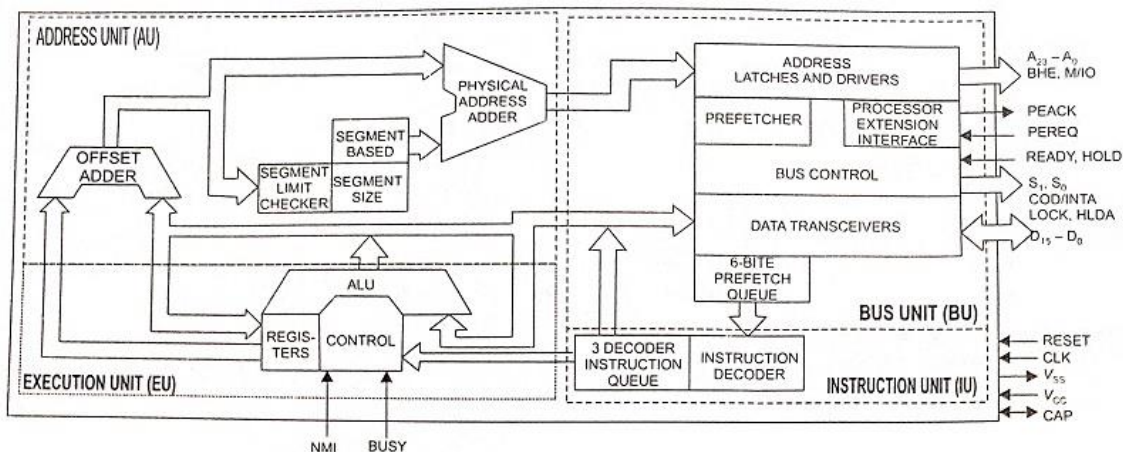 ADDRESS UNIT (AU)
OFFSET
ADDER
PHYSICAL
ADDRESS
ADDER
SEGMENT
BASED
SEGMENT
LIMIT
CHECKER
SEGMENT
SIZE
ADDRESS
LATCHES AND DRIVERS
PREFETCHER
PROCESSOR
EXTENSION
INTERFACE
BUS CONTROL
DATA TRANSCEIVERS
6-BITE
PREFETCH
QUEUE
BUS UNIT (BU)
A23 – A0
BHE, M/IO
PEACK
PEREQ
READY, HOLD
S1, S0
COD/INTA
LOCK, HLDA
D15 – D0
ALU
REGIS-
TERS
CONTROL
EXECUTION UNIT (EU)
3 DECODER
INSTRUCTION
QUEUE
INSTRUCTION
DECODER
INSTRUCTION UNIT (IU)
RESET
CLK
VSS
VCC
CAP
NMI
BUSY